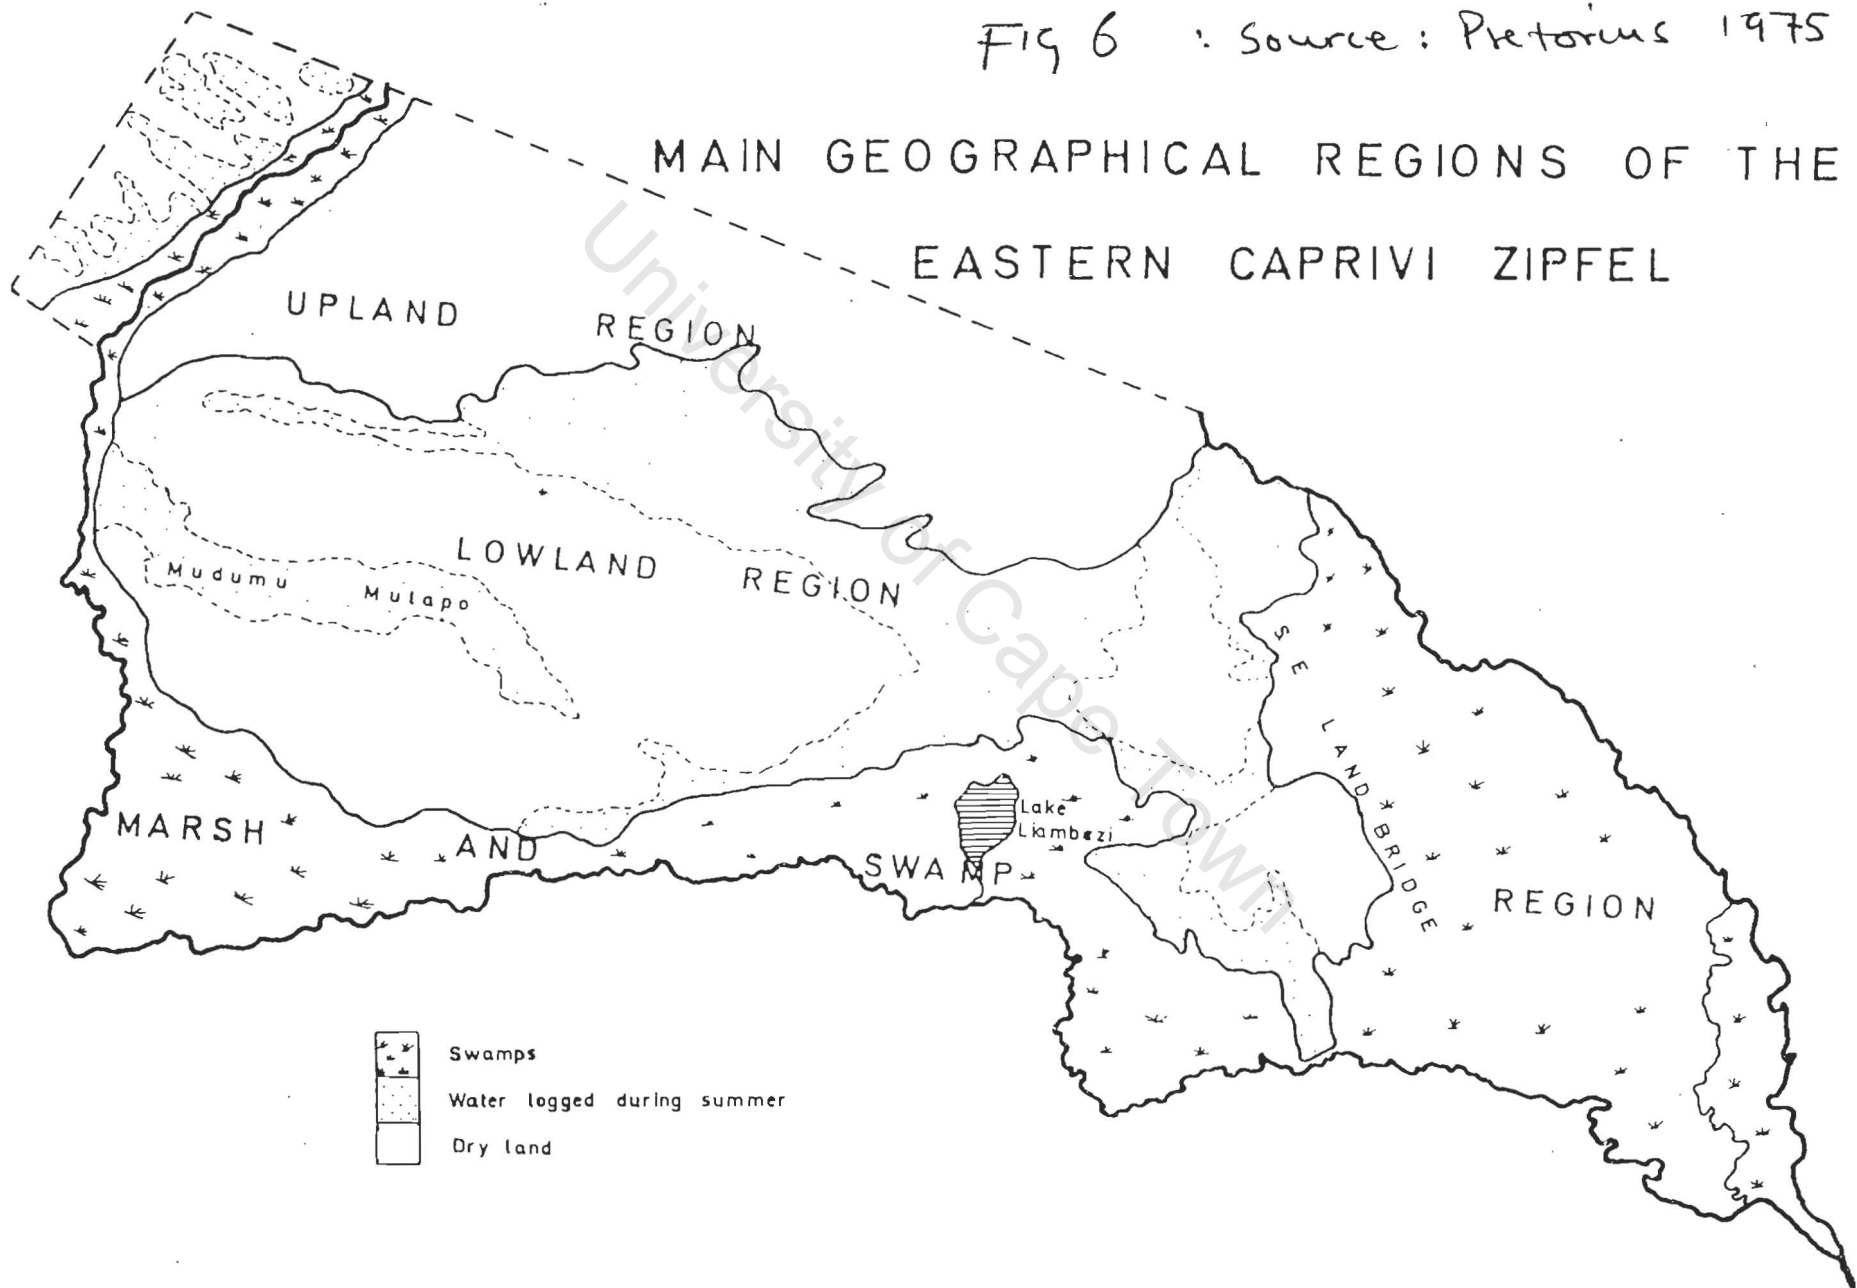 Fig 6 : Source : Pretorius 1975
MAIN GEOGRAPHICAL REGIONS OF THE
EASTERN CAPRIVI ZIPFEL
UPLAND REGION
LOWLAND REGION
Mudumu Mulapo
SE LAND BRIDGE
Lake
Liambezi
MARSH AND SWAMP REGION
Swamps
Water logged during summer
Dry land
University of Cape Town